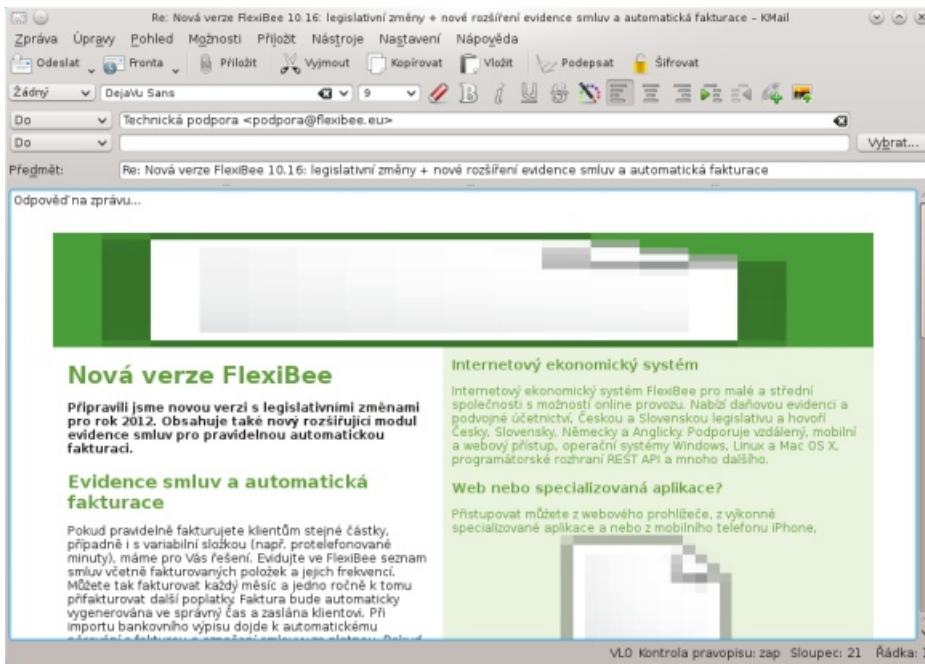 Re: Nová verze FlexiBee 10.16: legislativní změny + nové rozšíření evidence smluv a automatická fakturace – KMail
Zpráva Úpravy Pohled Možnosti Přiložit Nástroje Nastavení Nápověda
Odeslat Fronta Přiložit Vyjmout Kopírovat Vložit Podepsat Šifrovat
Žádný DejaVu Sans 9
Do Technická podpora <podpora@flexibee.eu>
Do Vybrat...
Předmět: Re: Nová verze FlexiBee 10.16: legislativní změny + nové rozšíření evidence smluv a automatická fakturace
Odpověď na zprávu...
Nová verze FlexiBee
Připravili jsme novou verzi s legislativními změnami
pro rok 2012. Obsahuje také nový rozšiřující modul
evidence smluv pro pravidelnou automatickou
fakturaci.
Evidence smluv a automatická
fakturace
Pokud pravidelně fakturujete klientům stejné částky,
případně i s variabilní složkou (např. protelefonované
minuty), máme pro Vás řešení. Evidujte ve FlexiBee seznam
smluv včetně fakturovaných položek a jejich frekvencí.
Můžete tak fakturovat každý měsíc a jedno ročně k tomu
přifakturovat další poplatky. Faktura bude automaticky
vygenerována ve správný čas a zaslána klientovi. Při
importu bankovního výpisu dojde k automatickému
Internetový ekonomický systém
Internetový ekonomický systém FlexiBee pro malé a střední
společnosti s možností online provozu. Nabízí daňovou evidenci a
podvojné účetnictví, Českou a Slovenskou legislativu a hovoří
Česky, Slovensky, Německy a Anglicky. Podporuje vzdálený, mobilní
a webový přístup, operační systémy Windows, Linux a Mac OS X,
programátorské rozhraní REST API a mnoho dalšího.
Web nebo specializovaná aplikace?
Přistupovat můžete z webového prohlížeče, z výkonné
specializované aplikace a nebo z mobilního telefonu iPhone,
VLO Kontrola pravopisu: zap Sloupec: 21 Řádka: